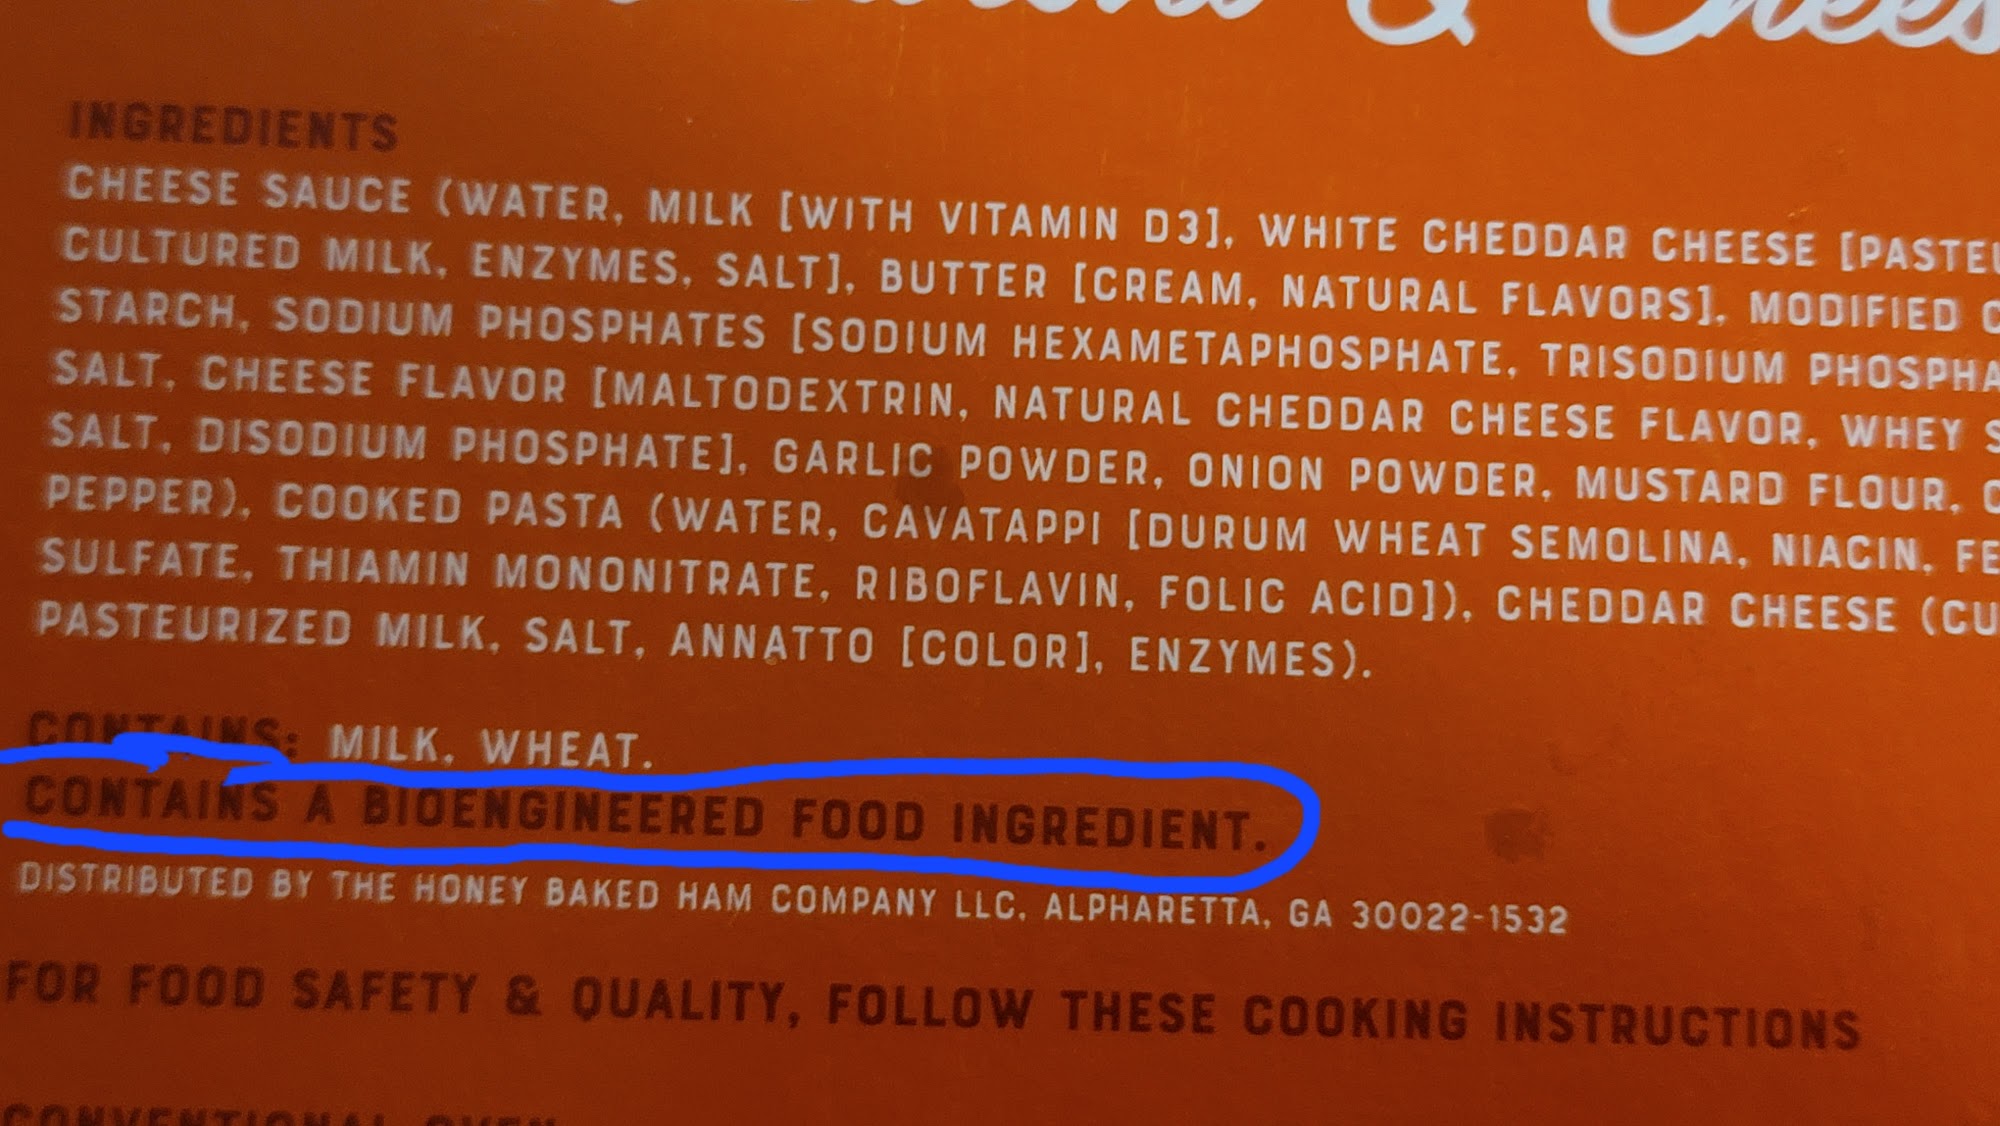 & Chees
INGREDIENTS
CHEESE SAUCE (WATER, MILK [WITH VITAMIN D3], WHITE CHEDDAR CHEESE [PASTEU
CULTURED MILK, ENZYMES, SALT], BUTTER [CREAM, NATURAL FLAVORS], MODIFIED C
STARCH, SODIUM PHOSPHATES [SODIUM HEXAMETAPHOSPHATE, TRISODIUM PHOSPHA
SALT, CHEESE FLAVOR [MALTODEXTRIN, NATURAL CHEDDAR CHEESE FLAVOR, WHEY S
SALT, DISODIUM PHOSPHATE], GARLIC POWDER, ONION POWDER, MUSTARD FLOUR, C
PEPPER), COOKED PASTA (WATER, CAVATAPPI [DURUM WHEAT SEMOLINA, NIACIN, FE
SULFATE, THIAMIN MONONITRATE, RIBOFLAVIN, FOLIC ACID]), CHEDDAR CHEESE (CU
PASTEURIZED MILK, SALT, ANNATTO [COLOR], ENZYMES).
CONTAINS: MILK, WHEAT.
CONTAINS A BIOENGINEERED FOOD INGREDIENT.
DISTRIBUTED BY THE HONEY BAKED HAM COMPANY LLC, ALPHARETTA, GA 30022-1532
FOR FOOD SAFETY & QUALITY, FOLLOW THESE COOKING INSTRUCTIONS
CONVENTIONAL OVEN